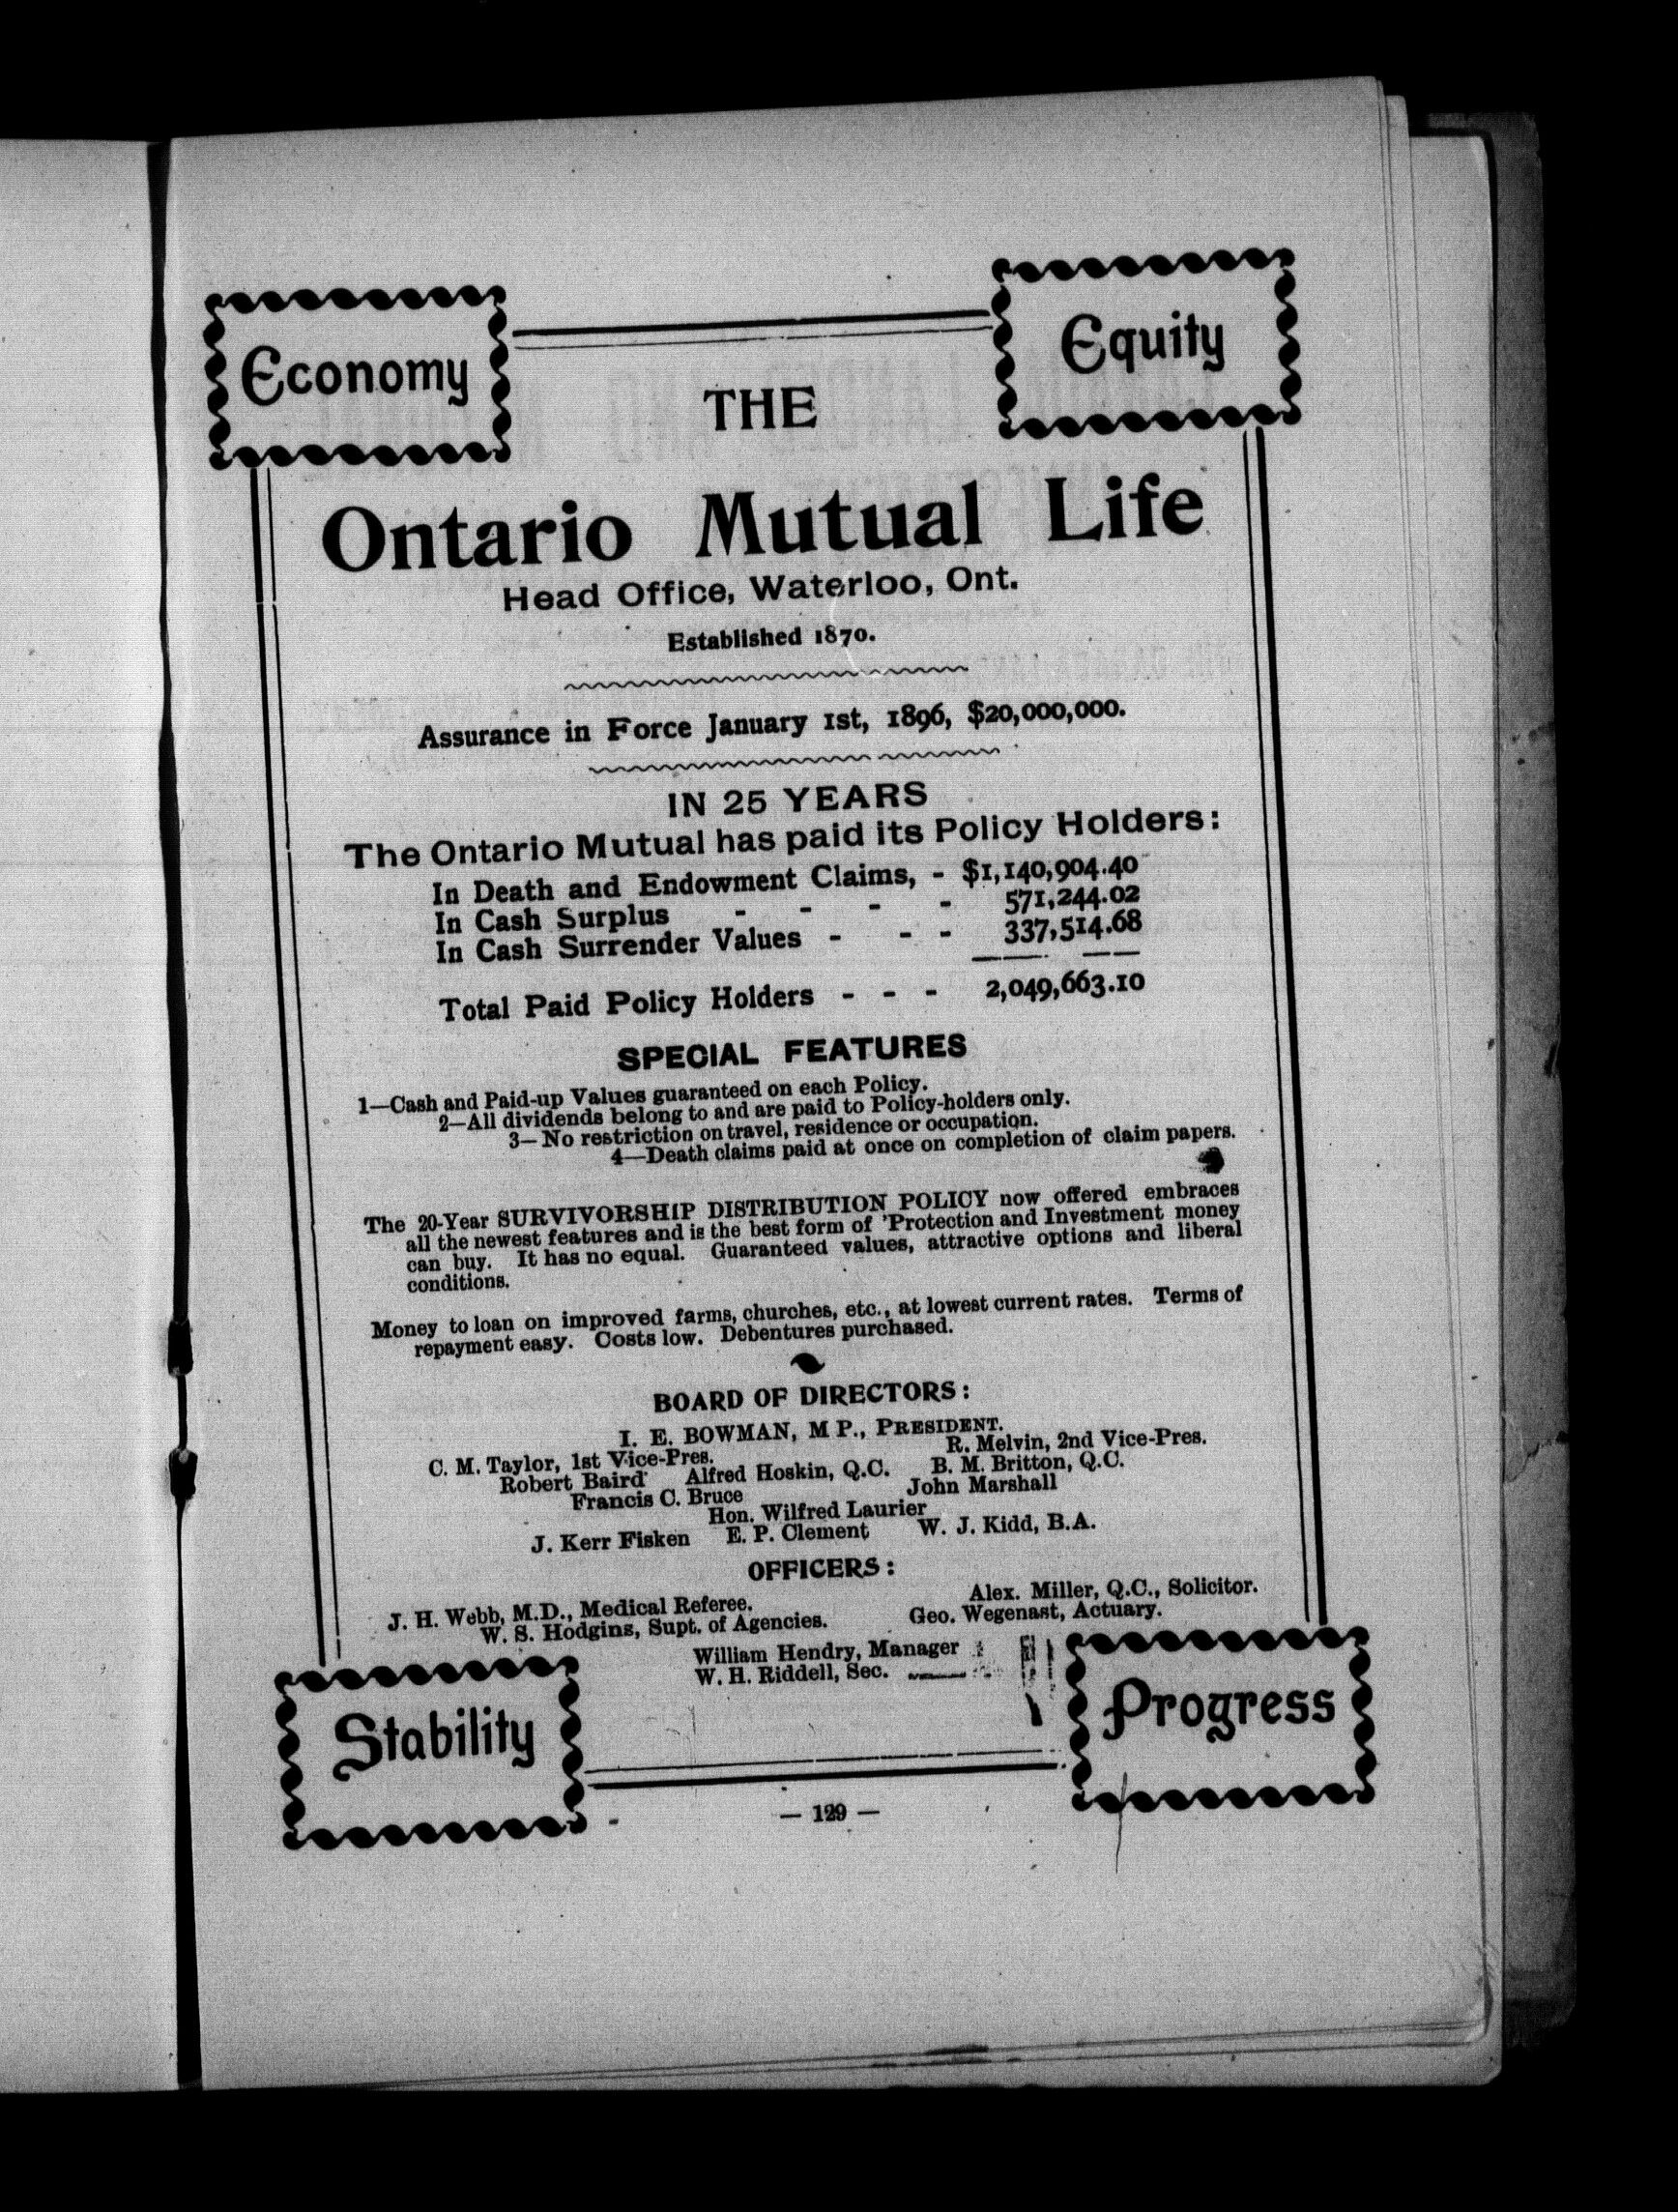 Economy
Equity
THE
Ontario Mutual Life
Head Office, Waterloo, Ont.
Established 1870.
Assurance in Force January 1st, 1896, $20,000,000.
IN 25 YEARS
The Ontario Mutual has paid its Policy Holders:
In Death and Endowment Claims, - $1,140,904.40
In Cash Surplus - - - - 571,244.02
In Cash Surrender Values - - - 337,514.68
Total Paid Policy Holders - - - 2,049,663.10
SPECIAL FEATURES
1—Cash and Paid-up Values guaranteed on each Policy.
2—All dividends belong to and are paid to Policy-holders only.
3—No restriction on travel, residence or occupation.
4—Death claims paid at once on completion of claim papers.
The 20-Year SURVIVORSHIP DISTRIBUTION POLICY now offered embraces
all the newest features and is the best form of 'Protection and Investment money
can buy. It has no equal. Guaranteed values, attractive options and liberal
conditions.
Money to loan on improved farms, churches, etc., at lowest current rates. Terms of
repayment easy. Costs low. Debentures purchased.
BOARD OF DIRECTORS:
I. E. BOWMAN, M P., PRESIDENT.
C. M. Taylor, 1st Vice-Pres. R. Melvin, 2nd Vice-Pres.
Robert Baird Alfred Hoskin, Q.C. B. M. Britton, Q.C.
Francis C. Bruce John Marshall
Hon. Wilfred Laurier
J. Kerr Fisken E. P. Clement W. J. Kidd, B.A.
OFFICERS:
J. H. Webb, M.D., Medical Referee. Alex. Miller, Q.C., Solicitor.
W. S. Hodgins, Supt. of Agencies. Geo. Wegenast, Actuary.
William Hendry, Manager
W. H. Riddell, Sec.
Stability
Progress
— 129 —